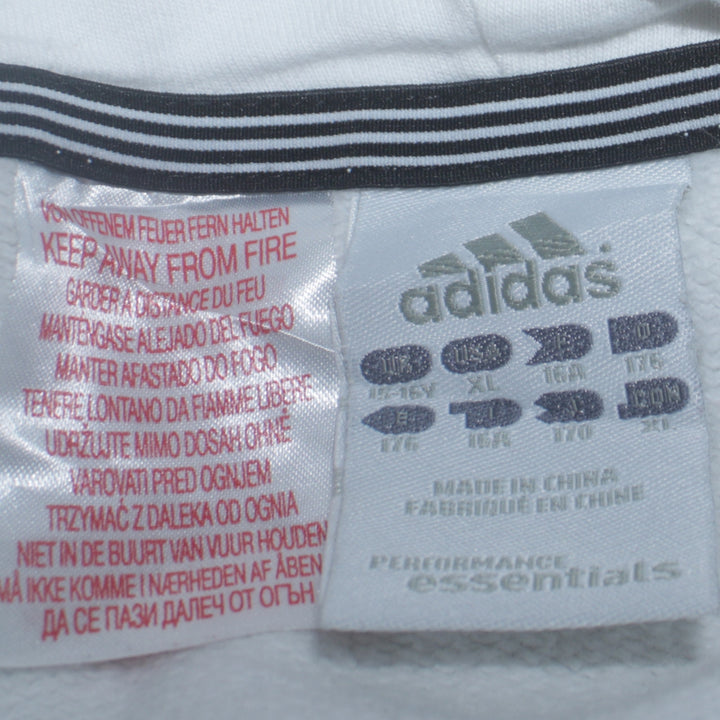 VON OFFENEM FEUER FERN HALTEN
KEEP AWAY FROM FIRE
GARDER A DISTANCE DU FEU
MANTENGASE ALEJADO DEL FUEGO
MANTER AFASTADO DO FOGO
TENERE LONTANO DA FIAMME LIBERE
UDRŽUJTE MIMO DOSAH OHNĚ
VAROVATI PRED OGNJEM
TRZYMAĆ Z DALEKA OD OGNIA
NIET IN DE BUURT VAN VUUR HOUDEN
MÅ IKKE KOMME I NÆRHEDEN AF ÅBEN
ДА СЕ ПАЗИ ДАЛЕЧ ОТ ОГЪН
adidas
UK USA F D
15-16Y XL 16A 176
E I J CDN
176 16A 170 XL
MADE IN CHINA
FABRIQUÉ EN CHINE
PERFORMANCE
essentials